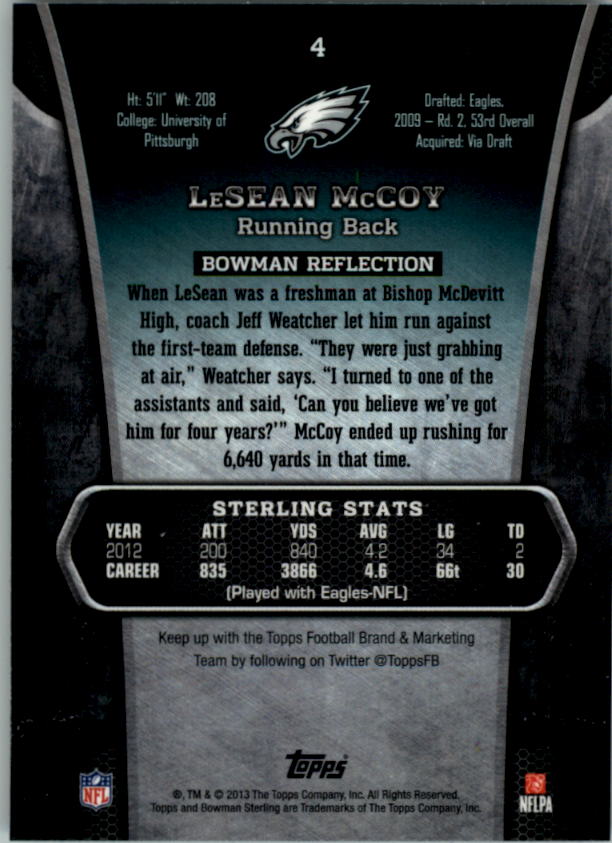 4
Ht: 5'11" Wt: 208
College: University of
Pittsburgh
Drafted: Eagles,
2009 – Rd. 2, 53rd Overall
Acquired: Via Draft
LeSEAN McCOY
Running Back
BOWMAN REFLECTION
When LeSean was a freshman at Bishop McDevitt
High, coach Jeff Weatcher let him run against
the first-team defense. "They were just grabbing
at air," Weatcher says. "I turned to one of the
assistants and said, 'Can you believe we've got
him for four years?'" McCoy ended up rushing for
6,640 yards in that time.
STERLING STATS
YEAR ATT YDS AVG LG TD
2012 200 840 4.2 34 2
CAREER 835 3866 4.6 66t 30
(Played with Eagles-NFL)
Keep up with the Topps Football Brand & Marketing
Team by following on Twitter @ToppsFB
Topps
®, TM & © 2013 The Topps Company, Inc. All Rights Reserved.
Topps and Bowman Sterling are Trademarks of The Topps Company, Inc.
NFL
NFLPA